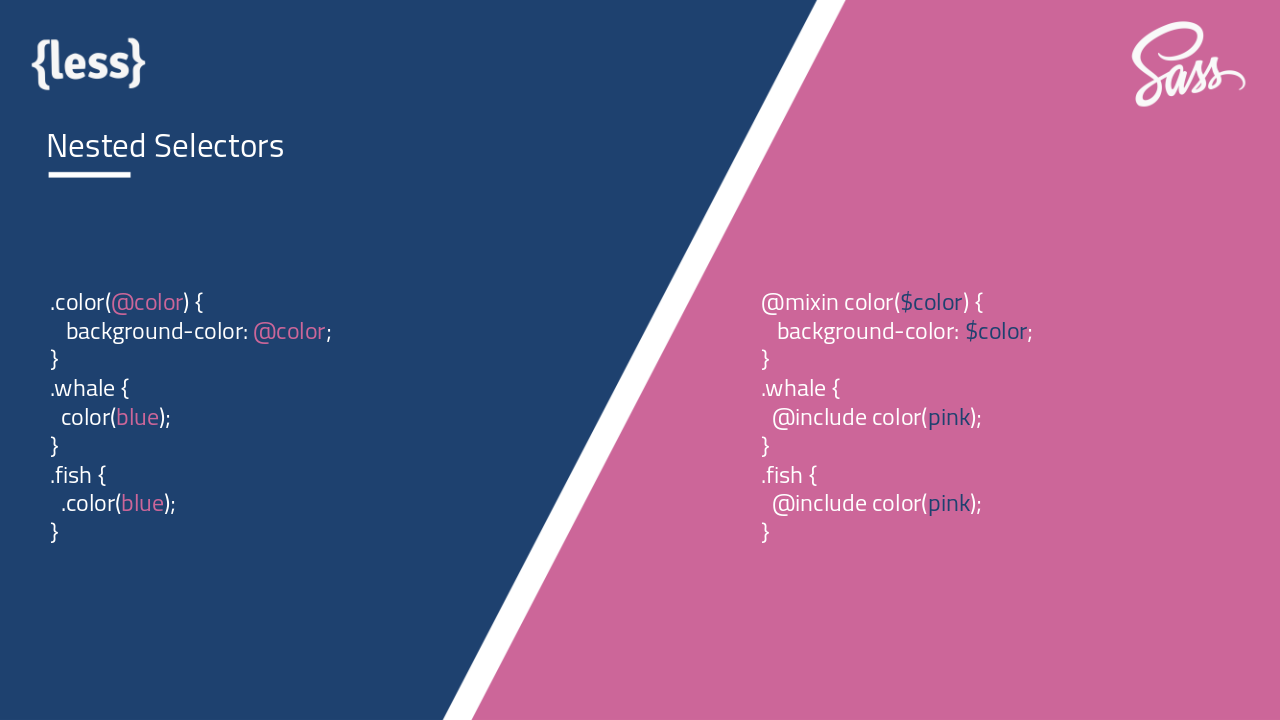 {less}
Sass
Nested Selectors
.color(@color) {
background-color: @color;
}
.whale {
color(blue);
}
.fish {
.color(blue);
}
@mixin color($color) {
background-color: $color;
}
.whale {
@include color(pink);
}
.fish {
@include color(pink);
}